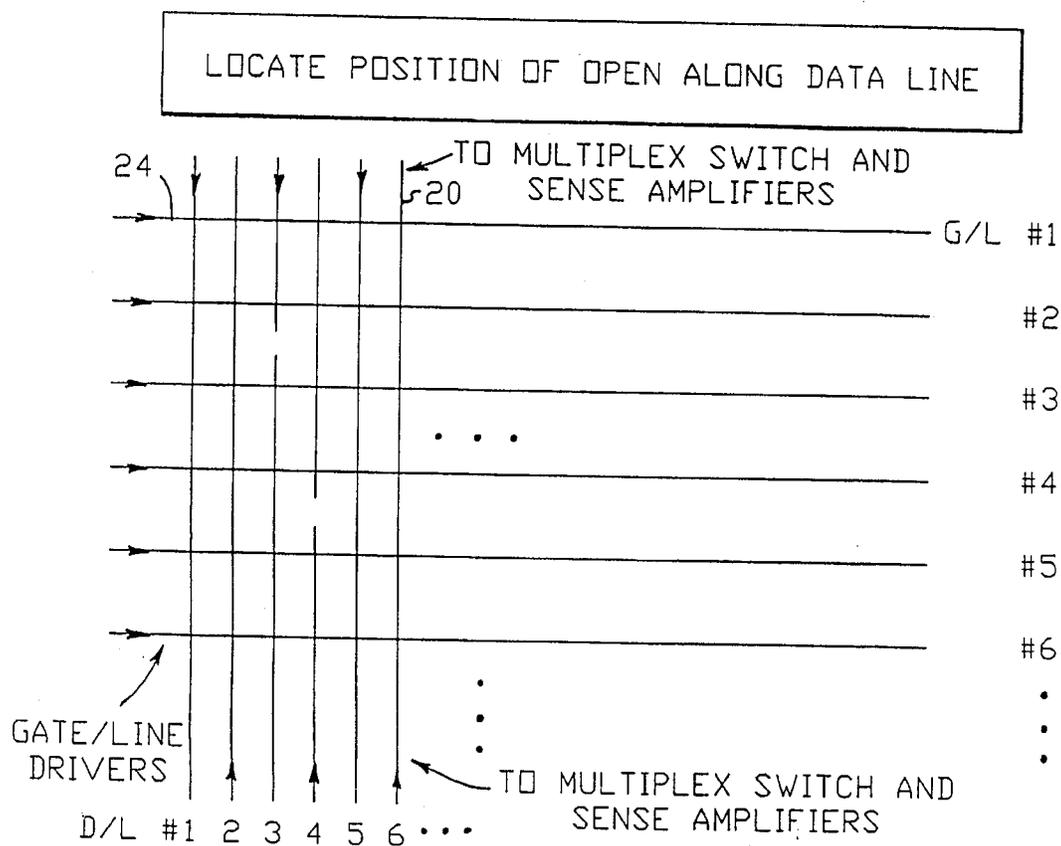 LOCATE POSITION OF OPEN ALONG DATA LINE
24
TO MULTIPLEX SWITCH AND
SENSE AMPLIFIERS
20
G/L #1
#2
#3
#4
#5
#6
GATE/LINE
DRIVERS
TO MULTIPLEX SWITCH AND
SENSE AMPLIFIERS
D/L #1 2 3 4 5 6